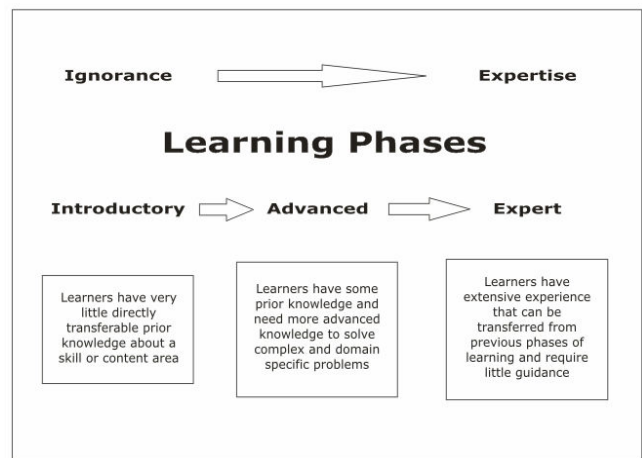 Ignorance Expertise
Learning Phases
Introductory Advanced Expert
Learners have very
little directly
transferable prior
knowledge about a
skill or content area
Learners have some
prior knowledge and
need more advanced
knowledge to solve
complex and domain
specific problems
Learners have
extensive experience
that can be
transferred from
previous phases of
learning and require
little guidance